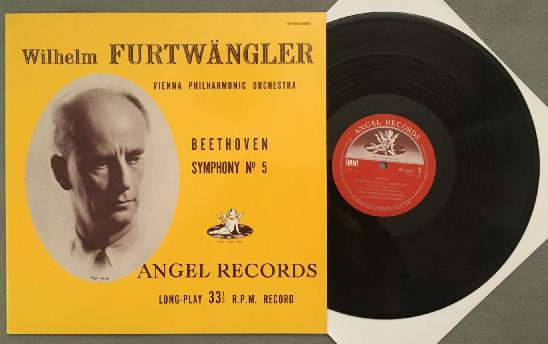 Wilhelm FURTWÄNGLER
VIENNA PHILHARMONIC ORCHESTRA
BEETHOVEN
SYMPHONY Nº 5
ANGEL RECORDS
LONG-PLAY 33⅓ R.P.M. RECORD
ANGEL RECORDS